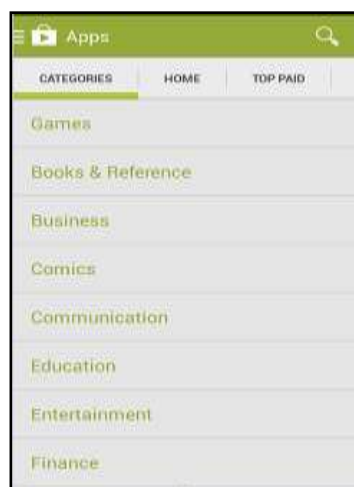 Apps
CATEGORIES HOME TOP PAID
Games
Books & Reference
Business
Comics
Communication
Education
Entertainment
Finance